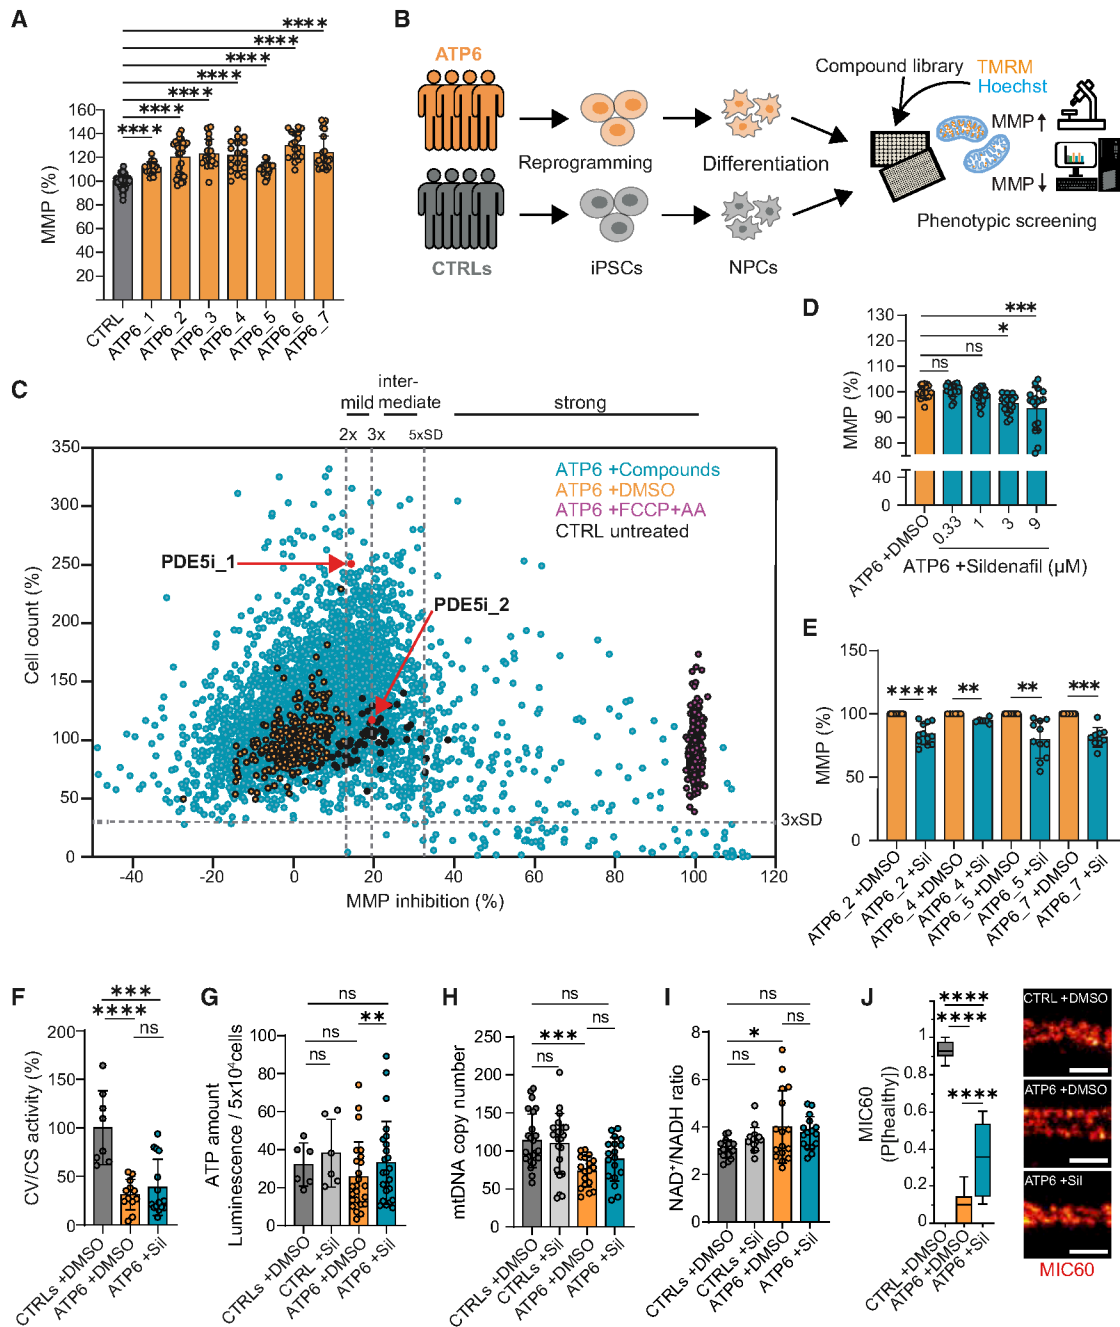 A
****
****
****
****
****
****
****
MMP (%)
160
140
120
100
80
60
40
20
CTRL
ATP6_1
ATP6_2
ATP6_3
ATP6_4
ATP6_5
ATP6_6
ATP6_7
B
ATP6
CTRLs
Reprogramming
iPSCs
Differentiation
NPCs
Compound library
TMRM
Hoechst
MMP ↑
MMP ↓
Phenotypic screening
C
mild
inter-
mediate
strong
2x
3x
5xSD
Cell count (%)
350
300
250
200
150
100
50
0
ATP6 +Compounds
ATP6 +DMSO
ATP6 +FCCP+AA
CTRL untreated
PDE5i_1
PDE5i_2
3xSD
-40
-20
0
20
40
60
80
100
120
MMP inhibition (%)
D
***
*
ns
ns
MMP (%)
130
120
110
100
90
80
40
0
ATP6 +DMSO
0.33
1
3
9
ATP6 +Sildenafil (µM)
E
MMP (%)
150
100
50
0
****
**
**
***
ATP6_2 +DMSO
ATP6_2 +Sil
ATP6_4 +DMSO
ATP6_4 +Sil
ATP6_5 +DMSO
ATP6_5 +Sil
ATP6_7 +DMSO
ATP6_7 +Sil
F
***
****
ns
CV/CS activity (%)
200
150
100
50
0
CTRLs +DMSO
ATP6 +DMSO
ATP6 +Sil
G
ns
**
ns
ns
ATP amount
Luminescence / 5x10⁴cells
100
80
60
40
20
0
CTRLs +DMSO
CTRL +Sil
ATP6 +DMSO
ATP6 +Sil
H
ns
***
ns
ns
mtDNA copy number
250
200
150
100
50
0
CTRLs +DMSO
CTRLs +Sil
ATP6 +DMSO
ATP6 +Sil
I
ns
*
ns
ns
NAD⁺/NADH ratio
8
6
4
2
0
CTRLs +DMSO
CTRLs +Sil
ATP6 +DMSO
ATP6 +Sil
J
****
****
****
MIC60
(P[healthy])
1
0.8
0.6
0.4
0.2
0
CTRL +DMSO
ATP6 +DMSO
ATP6 +Sil
CTRL +DMSO
ATP6 +DMSO
ATP6 +Sil
MIC60